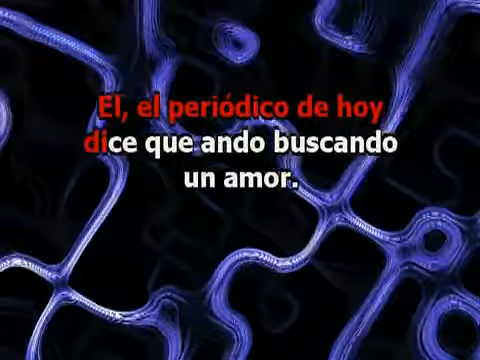 El, el periódico de hoy
dice que ando buscando
un amor.